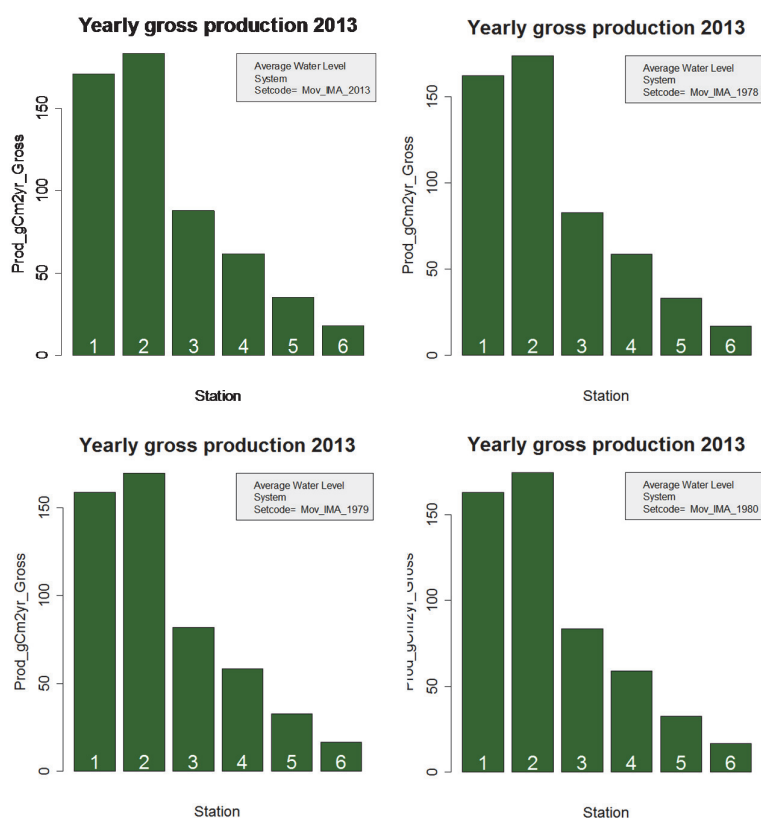 Yearly gross production 2013
Average Water Level
System
Setcode= Mov_IMA_2013
Prod_gCm2yr_Gross
150
100
50
0
1 2 3 4 5 6
Station
Yearly gross production 2013
Average Water Level
System
Setcode= Mov_IMA_1978
Prod_gCm2yr_Gross
150
100
50
0
1 2 3 4 5 6
Station
Yearly gross production 2013
Average Water Level
System
Setcode= Mov_IMA_1979
Prod_gCm2yr_Gross
150
100
50
0
1 2 3 4 5 6
Station
Yearly gross production 2013
Average Water Level
System
Setcode= Mov_IMA_1980
Prod_gCm2yr_Gross
150
100
50
0
1 2 3 4 5 6
Station